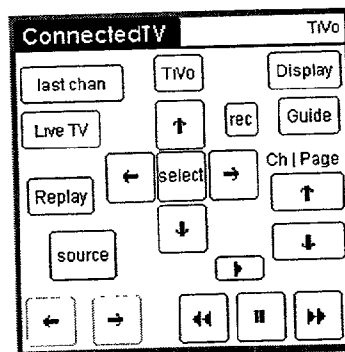 ConnectedTV TiVo
last chan TiVo Display
Live TV rec Guide
Ch | Page
select
Replay
source